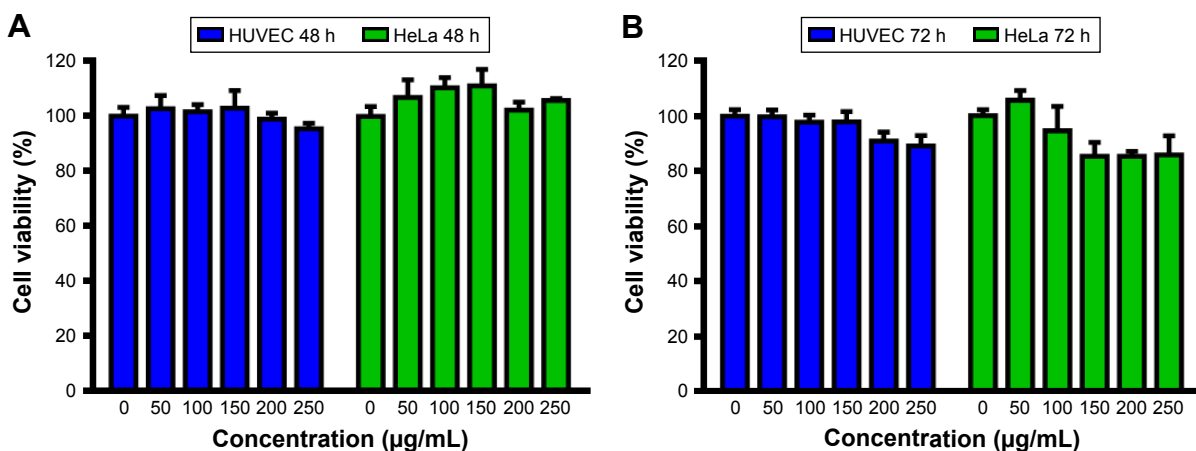 A
HUVEC 48 h HeLa 48 h
Cell viability (%)
120
100
80
60
40
20
0
0 50 100 150 200 250 0 50 100 150 200 250
Concentration (µg/mL)
B
HUVEC 72 h HeLa 72 h
Cell viability (%)
120
100
80
60
40
20
0
0 50 100 150 200 250 0 50 100 150 200 250
Concentration (µg/mL)